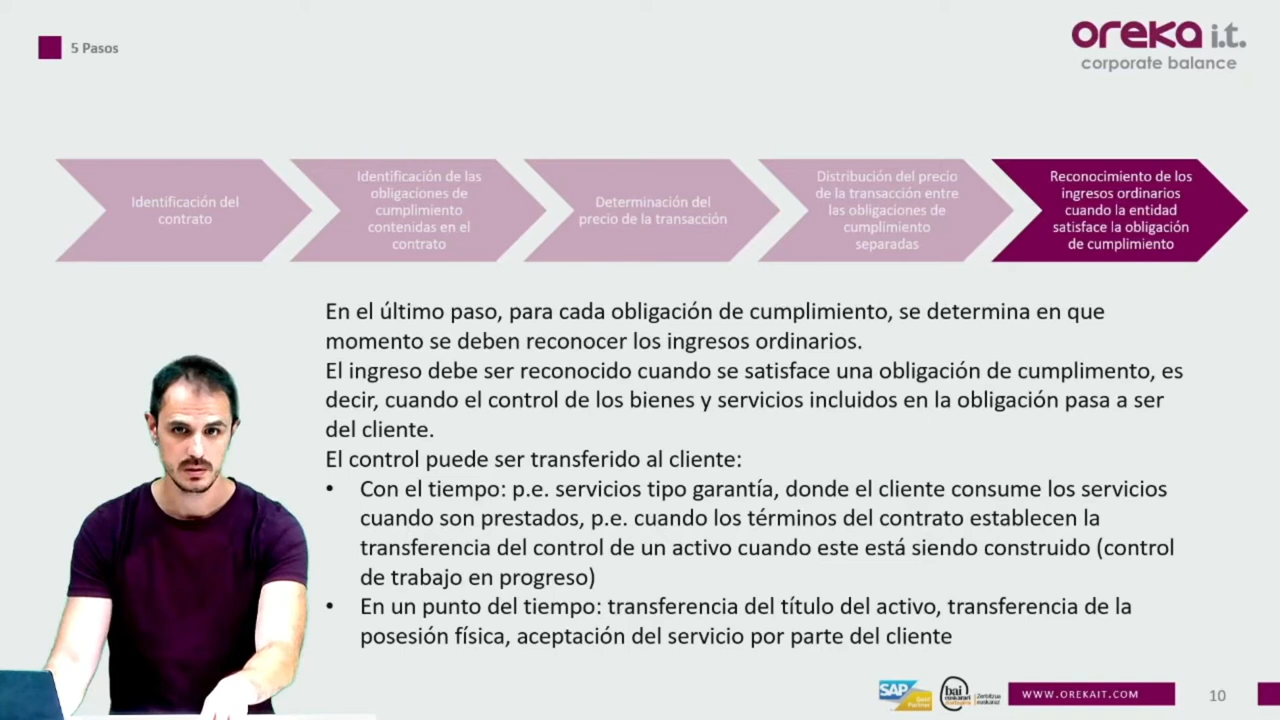 5 Pasos
oreka i.t.
corporate balance
Identificación del
contrato
Identificación de las
obligaciones de
cumplimiento
contenidas en el
contrato
Determinación del
precio de la transacción
Distribución del precio
de la transacción entre
las obligaciones de
cumplimiento
separadas
Reconocimiento de los
ingresos ordinarios
cuando la entidad
satisface la obligación
de cumplimiento
En el último paso, para cada obligación de cumplimiento, se determina en que
momento se deben reconocer los ingresos ordinarios.
El ingreso debe ser reconocido cuando se satisface una obligación de cumplimento, es
decir, cuando el control de los bienes y servicios incluidos en la obligación pasa a ser
del cliente.
El control puede ser transferido al cliente:
• Con el tiempo: p.e. servicios tipo garantía, donde el cliente consume los servicios
cuando son prestados, p.e. cuando los términos del contrato establecen la
transferencia del control de un activo cuando este está siendo construido (control
de trabajo en progreso)
• En un punto del tiempo: transferencia del título del activo, transferencia de la
posesión física, aceptación del servicio por parte del cliente
SAP
bai
euskarari
Zerbitzua
euskaraz
WWW.OREKAIT.COM
10